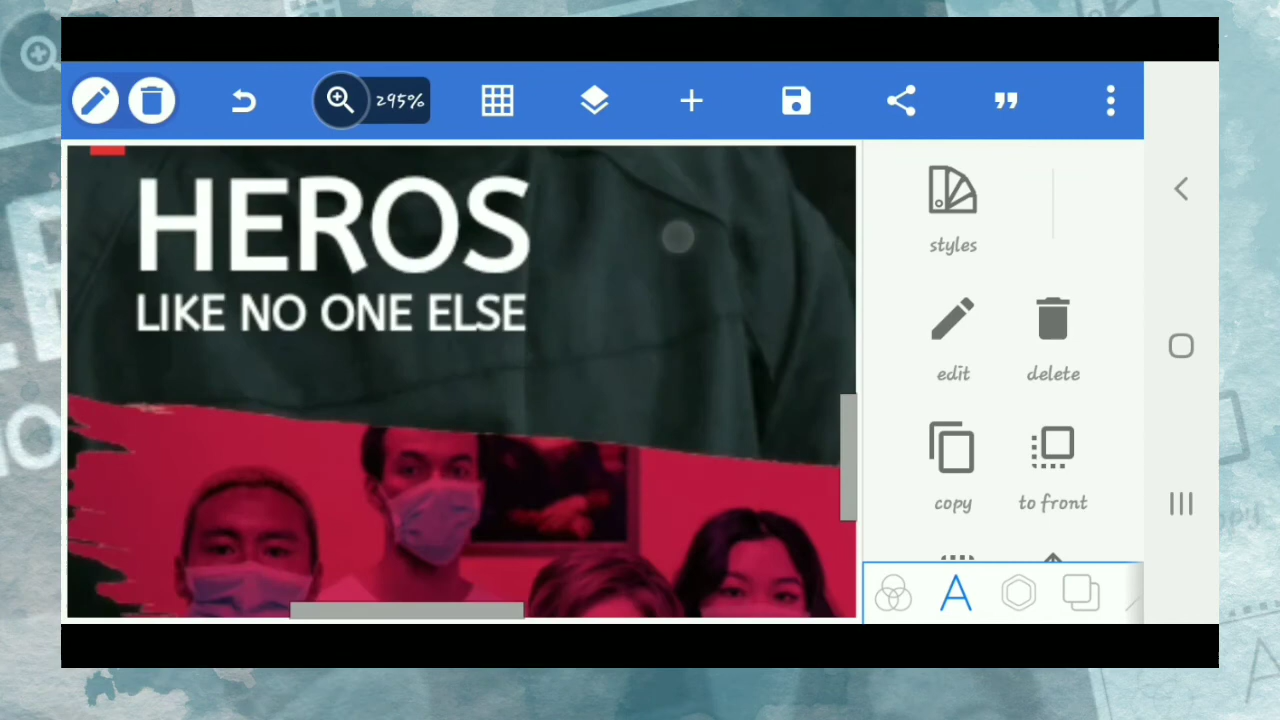 295%
HEROS
LIKE NO ONE ELSE
styles
edit
delete
copy
to front